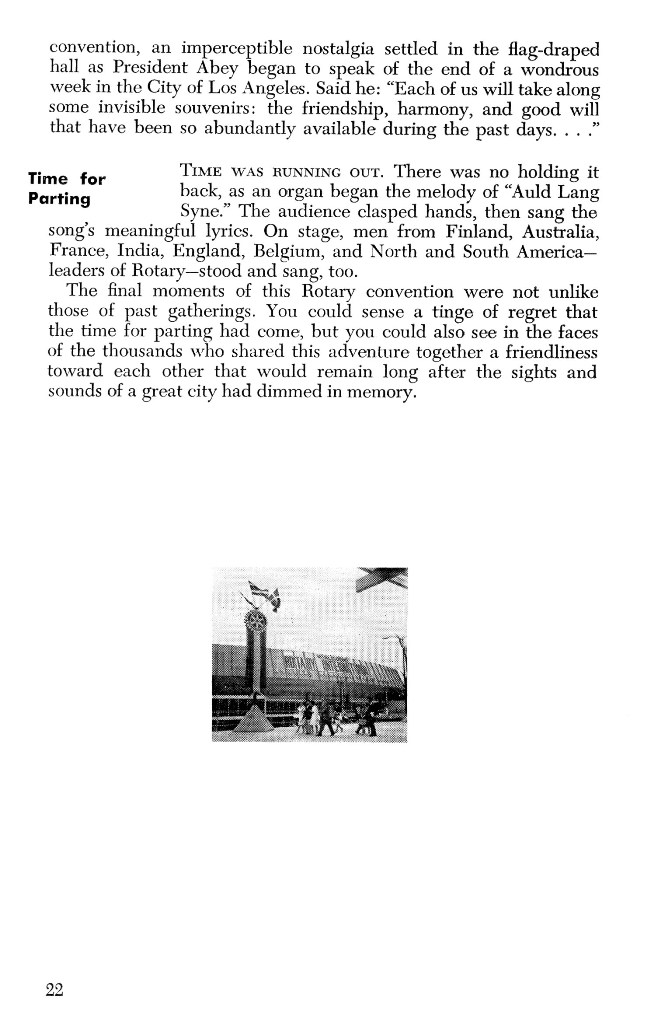 convention, an imperceptible nostalgia settled in the flag-draped
hall as President Abey began to speak of the end of a wondrous
week in the City of Los Angeles. Said he: “Each of us will take along
some invisible souvenirs: the friendship, harmony, and good will
that have been so abundantly available during the past days. . . .”
Time for
Parting
TIME WAS RUNNING OUT. There was no holding it
back, as an organ began the melody of “Auld Lang
Syne.” The audience clasped hands, then sang the
song’s meaningful lyrics. On stage, men from Finland, Australia,
France, India, England, Belgium, and North and South America—
leaders of Rotary—stood and sang, too.
The final moments of this Rotary convention were not unlike
those of past gatherings. You could sense a tinge of regret that
the time for parting had come, but you could also see in the faces
of the thousands who shared this adventure together a friendliness
toward each other that would remain long after the sights and
sounds of a great city had dimmed in memory.
ROTARY INTERNATIONAL
22